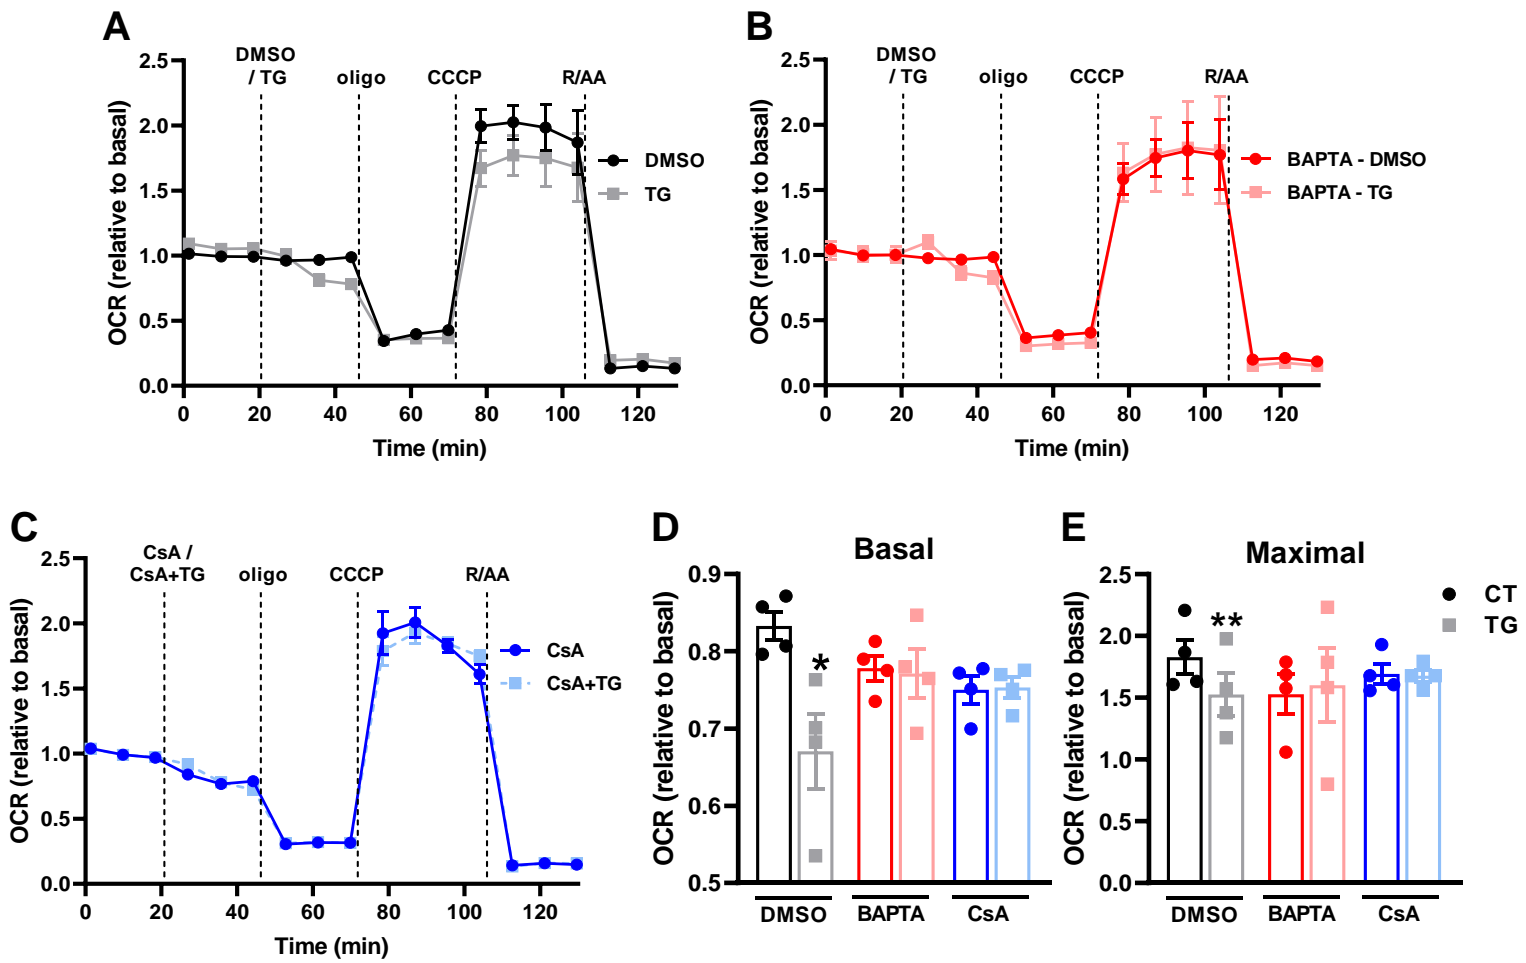 A
DMSO
/ TG
oligo
CCCP
R/AA
2.5
2.0
1.5
1.0
0.5
0.0
OCR (relative to basal)
0 20 40 60 80 100 120
Time (min)
DMSO
TG
B
DMSO
/ TG
oligo
CCCP
R/AA
2.5
2.0
1.5
1.0
0.5
0.0
OCR (relative to basal)
0 20 40 60 80 100 120
Time (min)
BAPTA - DMSO
BAPTA - TG
C
CsA /
CsA+TG
oligo
CCCP
R/AA
2.5
2.0
1.5
1.0
0.5
0.0
OCR (relative to basal)
0 20 40 60 80 100 120
Time (min)
CsA
CsA+TG
D
Basal
0.9
0.8
0.7
0.6
0.5
OCR (relative to basal)
*
DMSO BAPTA CsA
E
Maximal
2.5
2.0
1.5
1.0
0.5
0.0
OCR (relative to basal)
**
DMSO BAPTA CsA
CT
TG